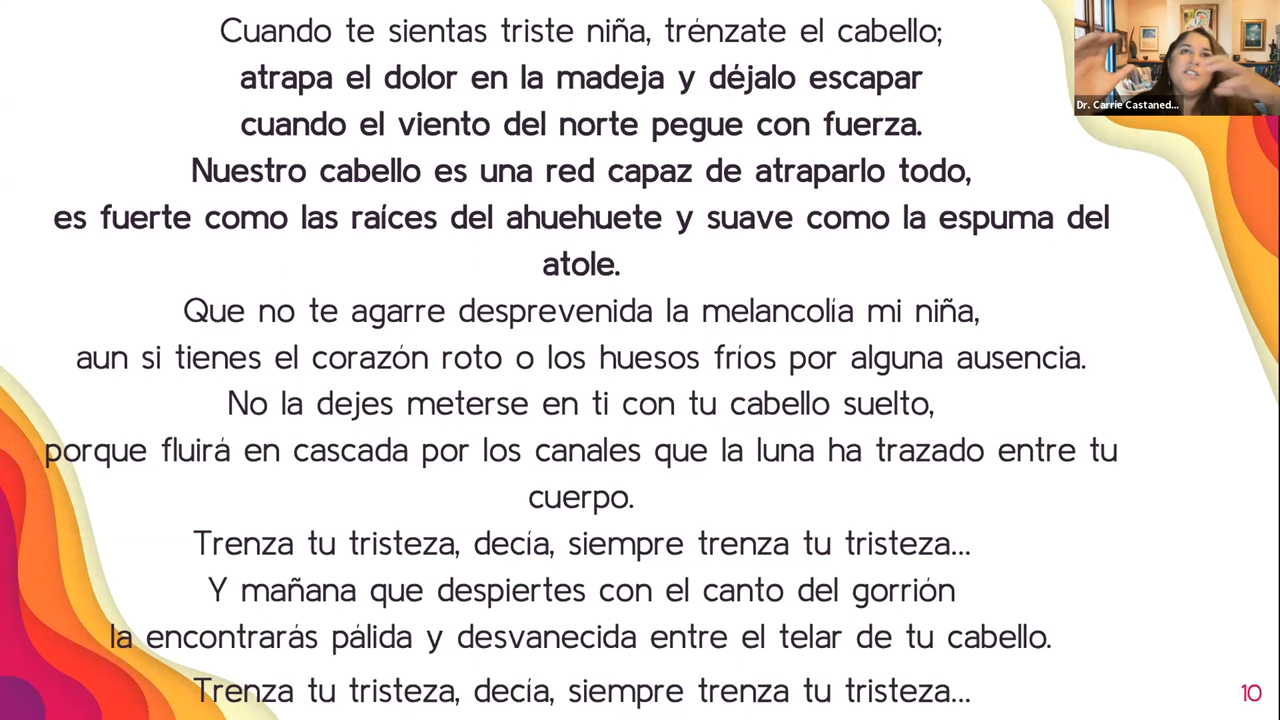 Cuando te sientas triste niña, trénzate el cabello;
atrapa el dolor en la madeja y déjalo escapar
cuando el viento del norte pegue con fuerza.
Nuestro cabello es una red capaz de atraparlo todo,
es fuerte como las raíces del ahuehuete y suave como la espuma del
atole.
Que no te agarre desprevenida la melancolía mi niña,
aun si tienes el corazón roto o los huesos fríos por alguna ausencia.
No la dejes meterse en ti con tu cabello suelto,
porque fluirá en cascada por los canales que la luna ha trazado entre tu
cuerpo.
Trenza tu tristeza, decía, siempre trenza tu tristeza...
Y mañana que despiertes con el canto del gorrión
la encontrarás pálida y desvanecida entre el telar de tu cabello.
Trenza tu tristeza, decía, siempre trenza tu tristeza...
Dr. Carrie Castaned...
10